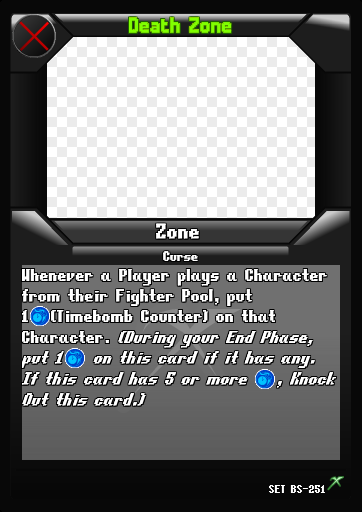 Death Zone
Zone
Curse
Whenever a Player plays a Character
from their Fighter Pool, put
1(Timebomb Counter) on that
Character. (During your End Phase,
put 1 on this card if it has any.
If this card has 5 or more , Knock
Out this card.)
SET BS-251